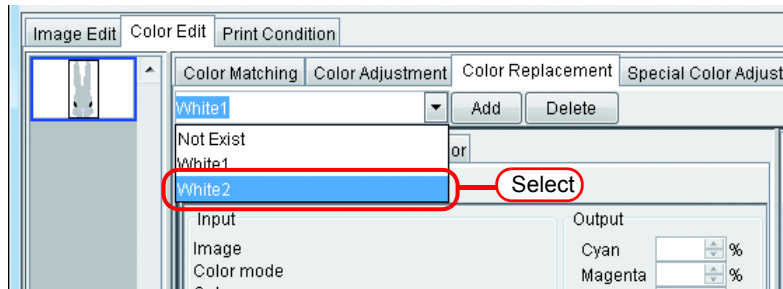 Image Edit Color Edit Print Condition
Color Matching Color Adjustment Color Replacement Special Color Adjust
White1 Add Delete
Not Exist
or
White1
White2
Select
Input Output
Image Cyan %
Color mode Magenta %